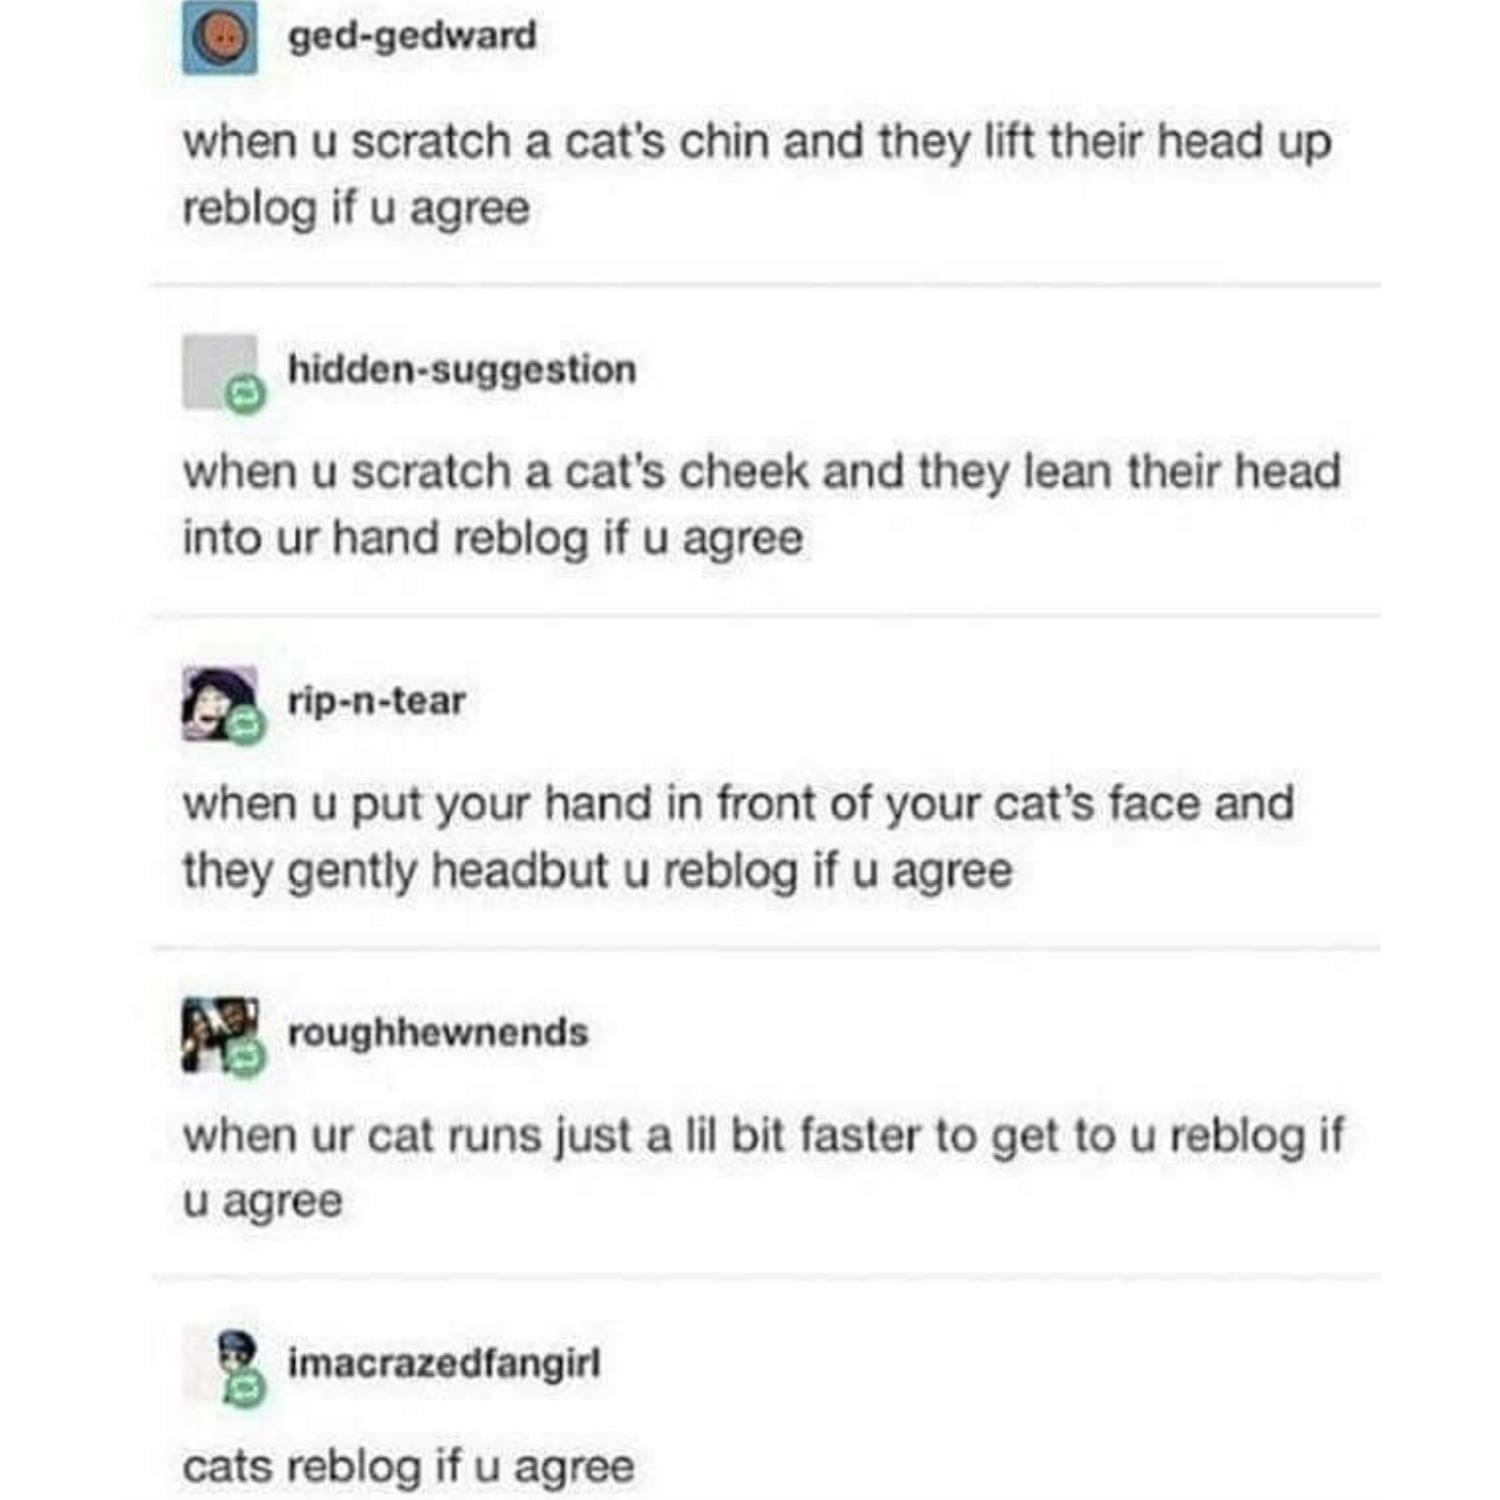 ged-gedward
when u scratch a cat's chin and they lift their head up
reblog if u agree
hidden-suggestion
when u scratch a cat's cheek and they lean their head
into ur hand reblog if u agree
rip-n-tear
when u put your hand in front of your cat's face and
they gently headbut u reblog if u agree
roughhewnends
when ur cat runs just a lil bit faster to get to u reblog if
u agree
imacrazedfangirl
cats reblog if u agree